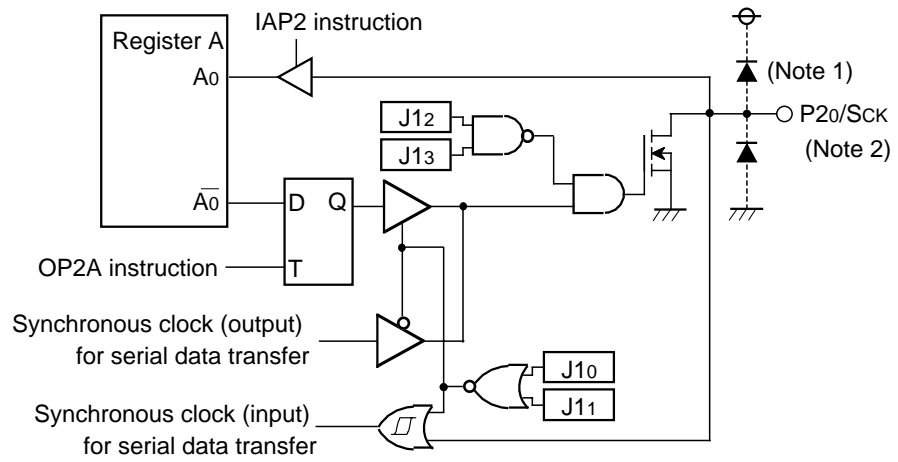 IAP2 instruction
Register A
A0
(Note 1)
J12
P20/SCK
J13
(Note 2)
A̅0̅
D
Q
OP2A instruction
T
Synchronous clock (output)
for serial data transfer
J10
J11
Synchronous clock (input)
for serial data transfer